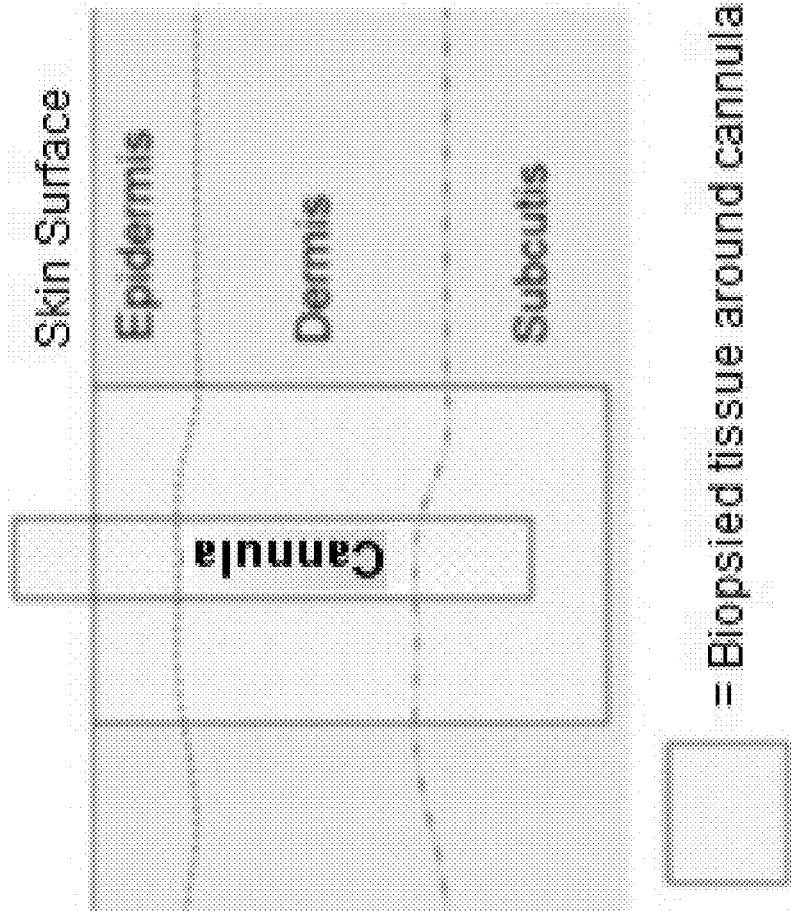 Skin Surface
Epidermis
Dermis
Subcutis
Cannula
= Biopsied tissue around cannula